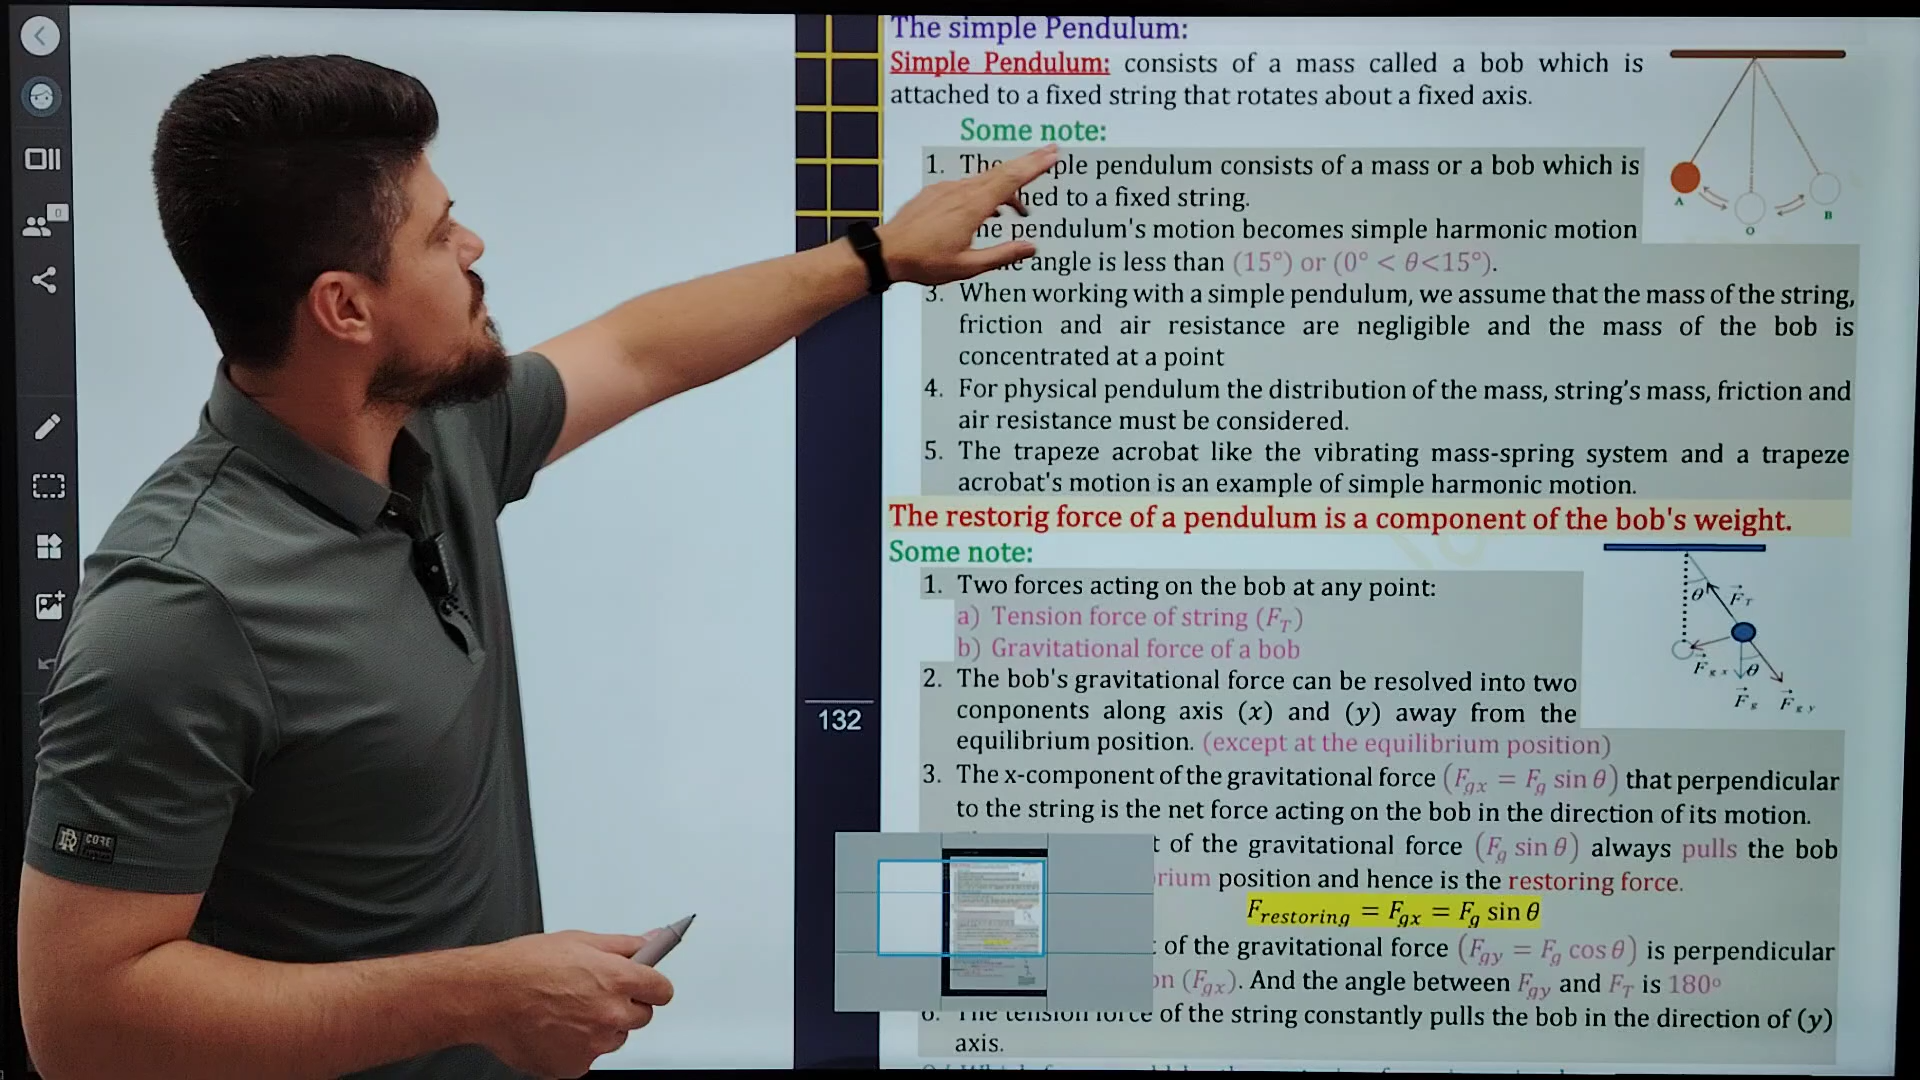 The simple Pendulum:
Simple Pendulum: consists of a mass called a bob which is
attached to a fixed string that rotates about a fixed axis.
Some note:
1. The ple pendulum consists of a mass or a bob which is
hed to a fixed string.
he pendulum's motion becomes simple harmonic motion
angle is less than (15°) or (0° < θ<15°).
3. When working with a simple pendulum, we assume that the mass of the string,
friction and air resistance are negligible and the mass of the bob is
concentrated at a point
4. For physical pendulum the distribution of the mass, string's mass, friction and
air resistance must be considered.
5. The trapeze acrobat like the vibrating mass-spring system and a trapeze
acrobat's motion is an example of simple harmonic motion.
A
O
B
The restorig force of a pendulum is a component of the bob's weight.
Some note:
1. Two forces acting on the bob at any point:
a) Tension force of string (F_T)
b) Gravitational force of a bob
2. The bob's gravitational force can be resolved into two
conponents along axis (x) and (y) away from the
equilibrium position. (except at the equilibrium position)
θ F_T
F_gx θ
F_g F_gy
3. The x-component of the gravitational force (F_gx = F_g sin θ) that perpendicular
to the string is the net force acting on the bob in the direction of its motion.
t of the gravitational force (F_g sin θ) always pulls the bob
rium position and hence is the restoring force.
F_restoring = F_gx = F_g sin θ
t of the gravitational force (F_gy = F_g cos θ) is perpendicular
on (F_gx). And the angle between F_gy and F_T is 180°
6. The tension force of the string constantly pulls the bob in the direction of (y)
axis.
132
0
CORE